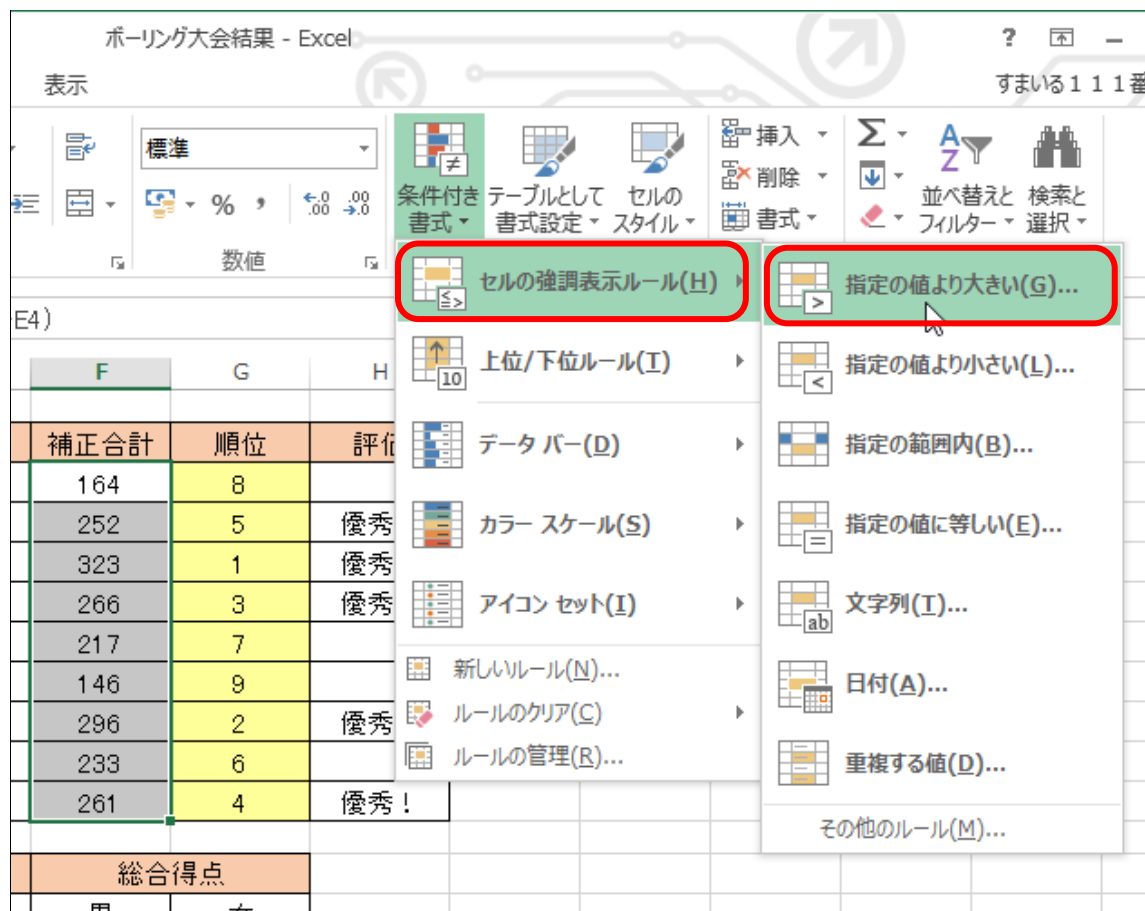 ボーリング大会結果 - Excel
?
表示
すまいる111番
標準
% ,
数値
条件付き
書式
テーブルとして
書式設定
セルの
スタイル
挿入
削除
書式
Σ
並べ替えと
フィルター
検索と
選択
セルの強調表示ルール(H)
上位/下位ルール(T)
データ バー(D)
カラー スケール(S)
アイコン セット(I)
新しいルール(N)...
ルールのクリア(C)
ルールの管理(R)...
指定の値より大きい(G)...
指定の値より小さい(L)...
指定の範囲内(B)...
指定の値に等しい(E)...
文字列(T)...
日付(A)...
重複する値(D)...
その他のルール(M)...
E4)
F G H
補正合計 順位 評価
164 8
252 5 優秀
323 1 優秀
266 3 優秀
217 7
146 9
296 2 優秀
233 6
261 4 優秀!
総合得点
男 女